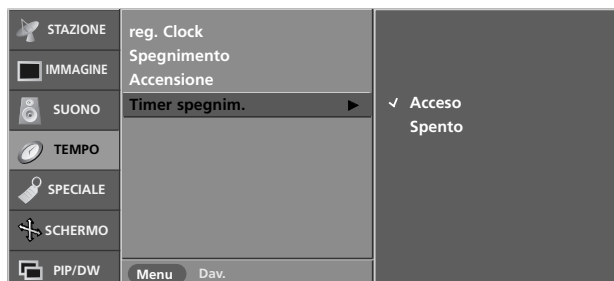 STAZIONE
IMMAGINE
SUONO
TEMPO
SPECIALE
SCHERMO
PIP/DW
reg. Clock
Spegnimento
Accensione
Timer spegnim.
Acceso
Spento
Menu Dav.